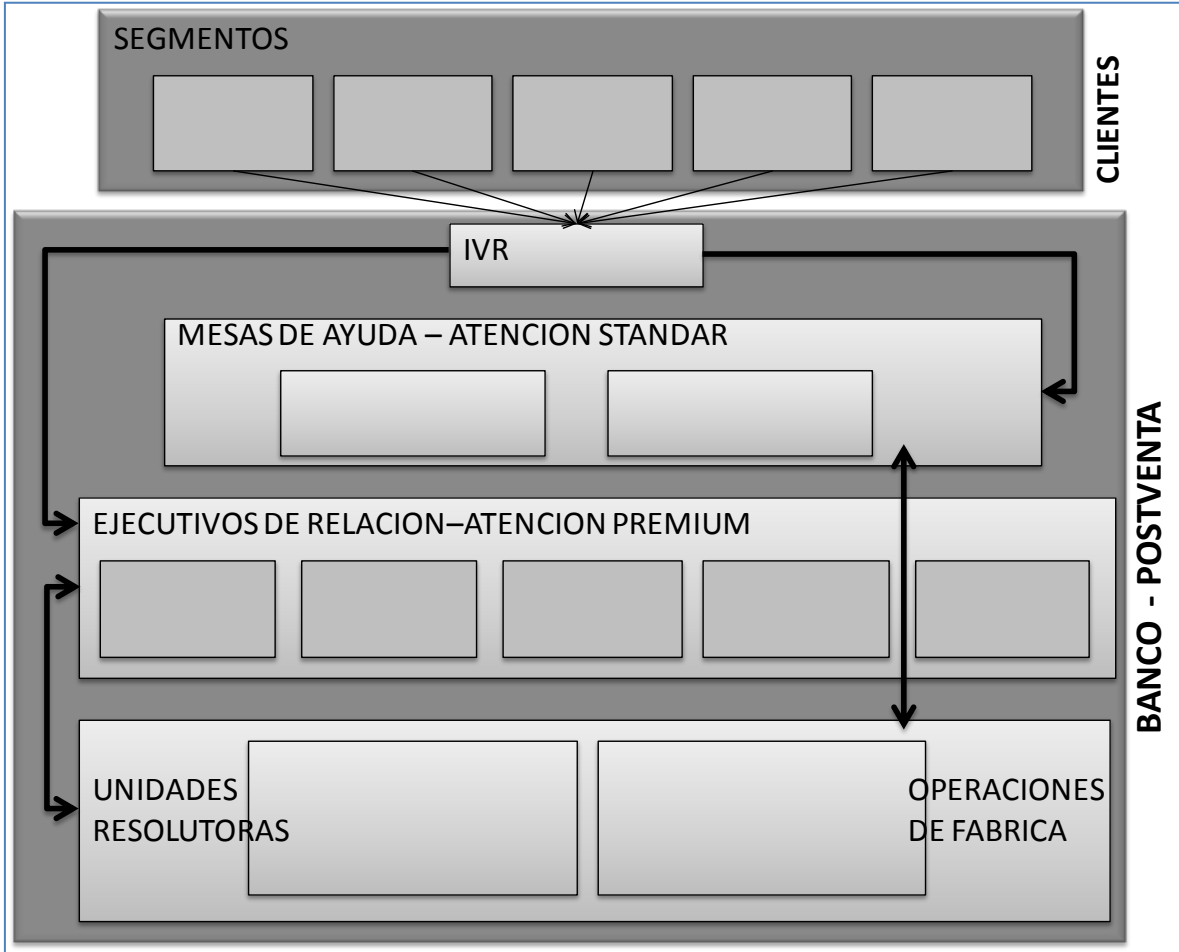 SEGMENTOS
CLIENTES
IVR
MESAS DE AYUDA – ATENCION STANDAR
EJECUTIVOS DE RELACION–ATENCION PREMIUM
UNIDADES
RESOLUTORAS
OPERACIONES
DE FABRICA
BANCO - POSTVENTA